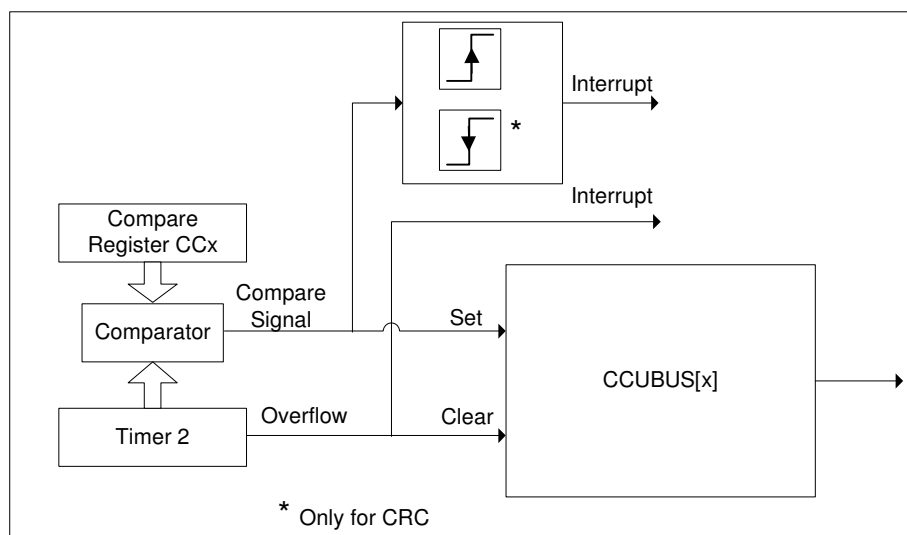 Interrupt
*
Interrupt
Compare
Register CCx
Compare
Signal
Comparator
Set
CCUBUS[x]
Overflow
Clear
Timer 2
* Only for CRC